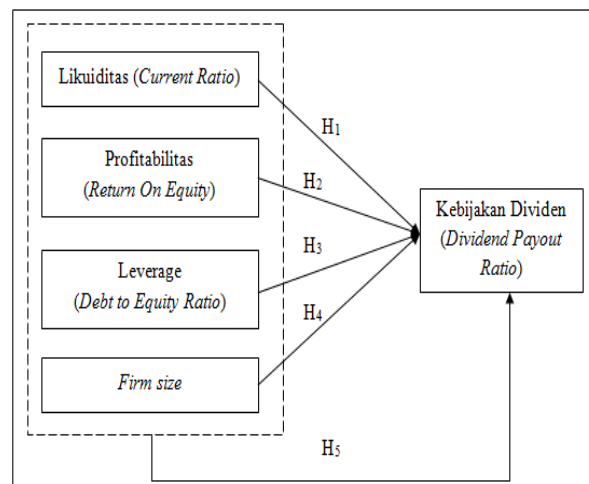 Likuiditas (Current Ratio)
H1
Profitabilitas
(Return On Equity)
H2
Kebijakan Dividen
(Dividend Payout
Ratio)
H3
Leverage
(Debt to Equity Ratio)
H4
Firm size
H5